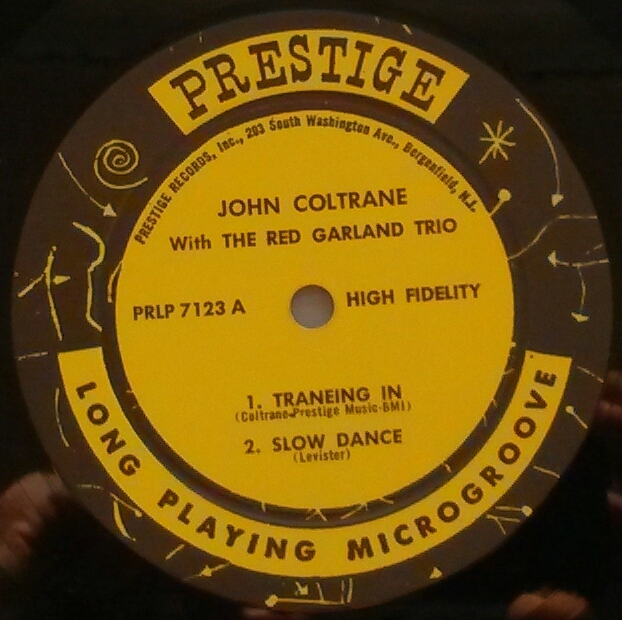 PRESTIGE
PRESTIGE RECORDS, Inc., 203 South Washington Ave., Bergenfield, N.J.
JOHN COLTRANE
With THE RED GARLAND TRIO
PRLP 7123 A
HIGH FIDELITY
1. TRANEING IN
(Coltrane-Prestige Music-BMI)
2. SLOW DANCE
(Levister)
LONG PLAYING MICROGROOVE